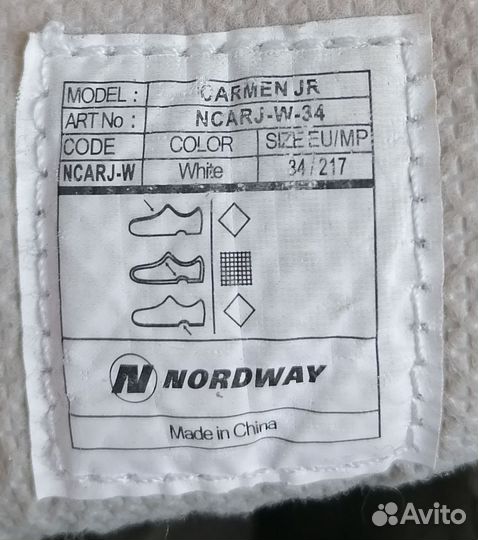 MODEL : CARMEN JR
ART No : NCARJ-W-34
CODE COLOR SIZE EU/MP
NCARJ-W White 34 / 217
N NORDWAY
Made in China
Avito